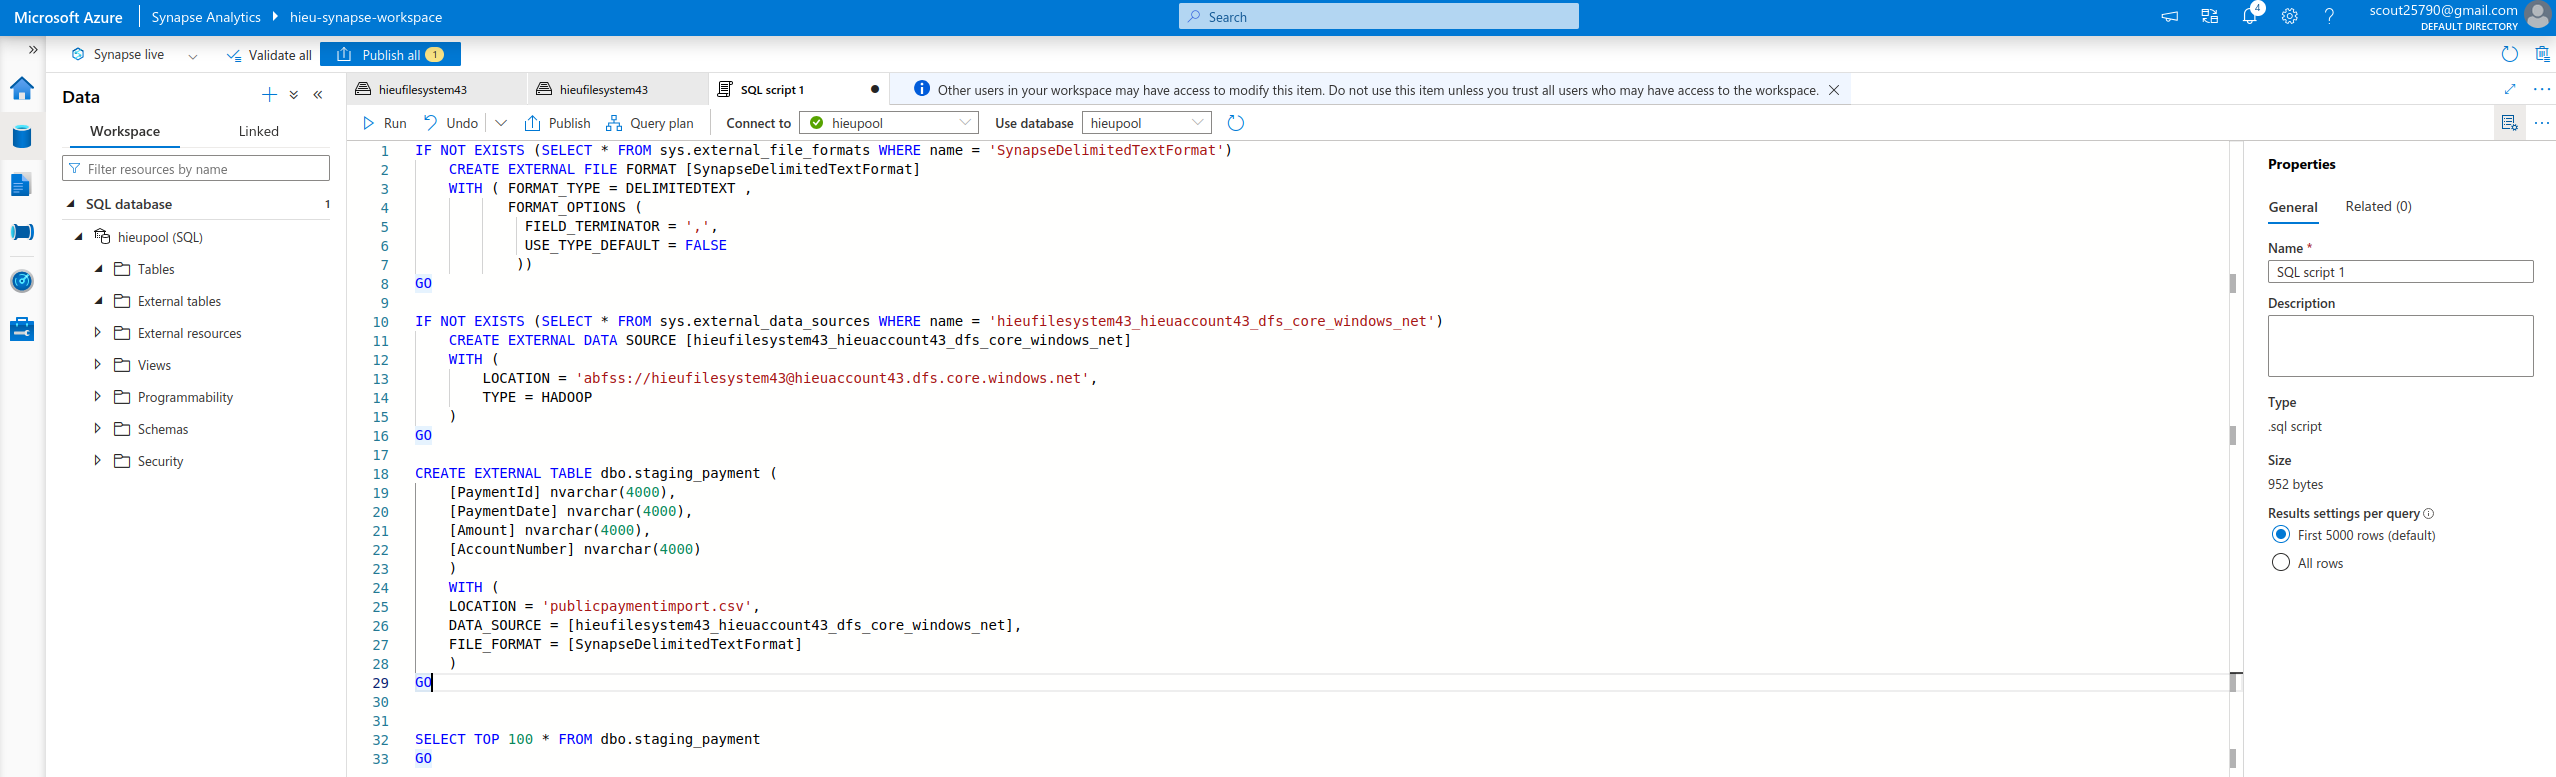 Microsoft Azure
Synapse Analytics
hieu-synapse-workspace
Search
4
scout25790@gmail.com
DEFAULT DIRECTORY
Synapse live
Validate all
Publish all 1
Data
Workspace
Linked
Filter resources by name
SQL database 1
hieupool (SQL)
Tables
External tables
External resources
Views
Programmability
Schemas
Security
hieufilesystem43
hieufilesystem43
SQL script 1
Other users in your workspace may have access to modify this item. Do not use this item unless you trust all users who may have access to the workspace.
Run
Undo
Publish
Query plan
Connect to
hieupool
Use database
hieupool
1 IF NOT EXISTS (SELECT * FROM sys.external_file_formats WHERE name = 'SynapseDelimitedTextFormat')
2 CREATE EXTERNAL FILE FORMAT [SynapseDelimitedTextFormat]
3 WITH ( FORMAT_TYPE = DELIMITEDTEXT ,
4 FORMAT_OPTIONS (
5 FIELD_TERMINATOR = ',',
6 USE_TYPE_DEFAULT = FALSE
7 ))
8 GO
9
10 IF NOT EXISTS (SELECT * FROM sys.external_data_sources WHERE name = 'hieufilesystem43_hieuaccount43_dfs_core_windows_net')
11 CREATE EXTERNAL DATA SOURCE [hieufilesystem43_hieuaccount43_dfs_core_windows_net]
12 WITH (
13 LOCATION = 'abfss://hieufilesystem43@hieuaccount43.dfs.core.windows.net',
14 TYPE = HADOOP
15 )
16 GO
17
18 CREATE EXTERNAL TABLE dbo.staging_payment (
19 [PaymentId] nvarchar(4000),
20 [PaymentDate] nvarchar(4000),
21 [Amount] nvarchar(4000),
22 [AccountNumber] nvarchar(4000)
23 )
24 WITH (
25 LOCATION = 'publicpaymentimport.csv',
26 DATA_SOURCE = [hieufilesystem43_hieuaccount43_dfs_core_windows_net],
27 FILE_FORMAT = [SynapseDelimitedTextFormat]
28 )
29 GO
30
31
32 SELECT TOP 100 * FROM dbo.staging_payment
33 GO
Properties
General
Related (0)
Name *
SQL script 1
Description
Type
.sql script
Size
952 bytes
Results settings per query
First 5000 rows (default)
All rows